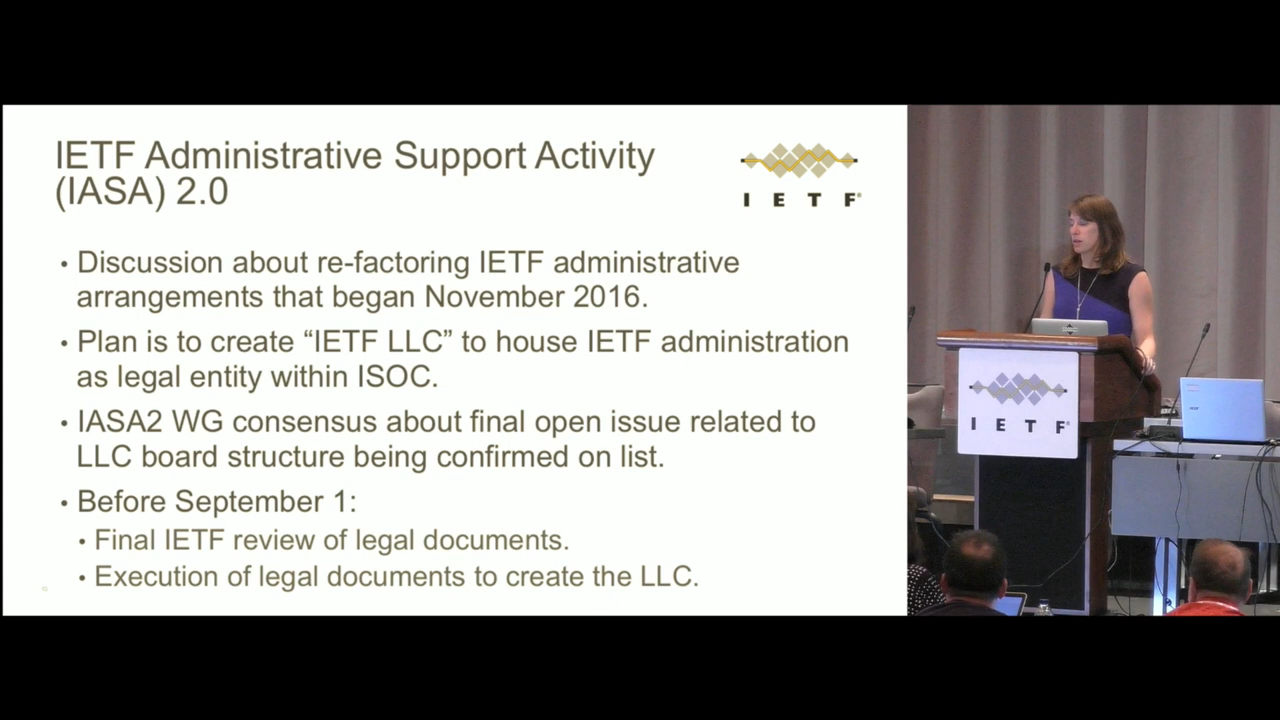 IETF Administrative Support Activity
(IASA) 2.0
IETF®
• Discussion about re-factoring IETF administrative
arrangements that began November 2016.
• Plan is to create “IETF LLC” to house IETF administration
as legal entity within ISOC.
• IASA2 WG consensus about final open issue related to
LLC board structure being confirmed on list.
• Before September 1:
• Final IETF review of legal documents.
• Execution of legal documents to create the LLC.
IETF®
acer